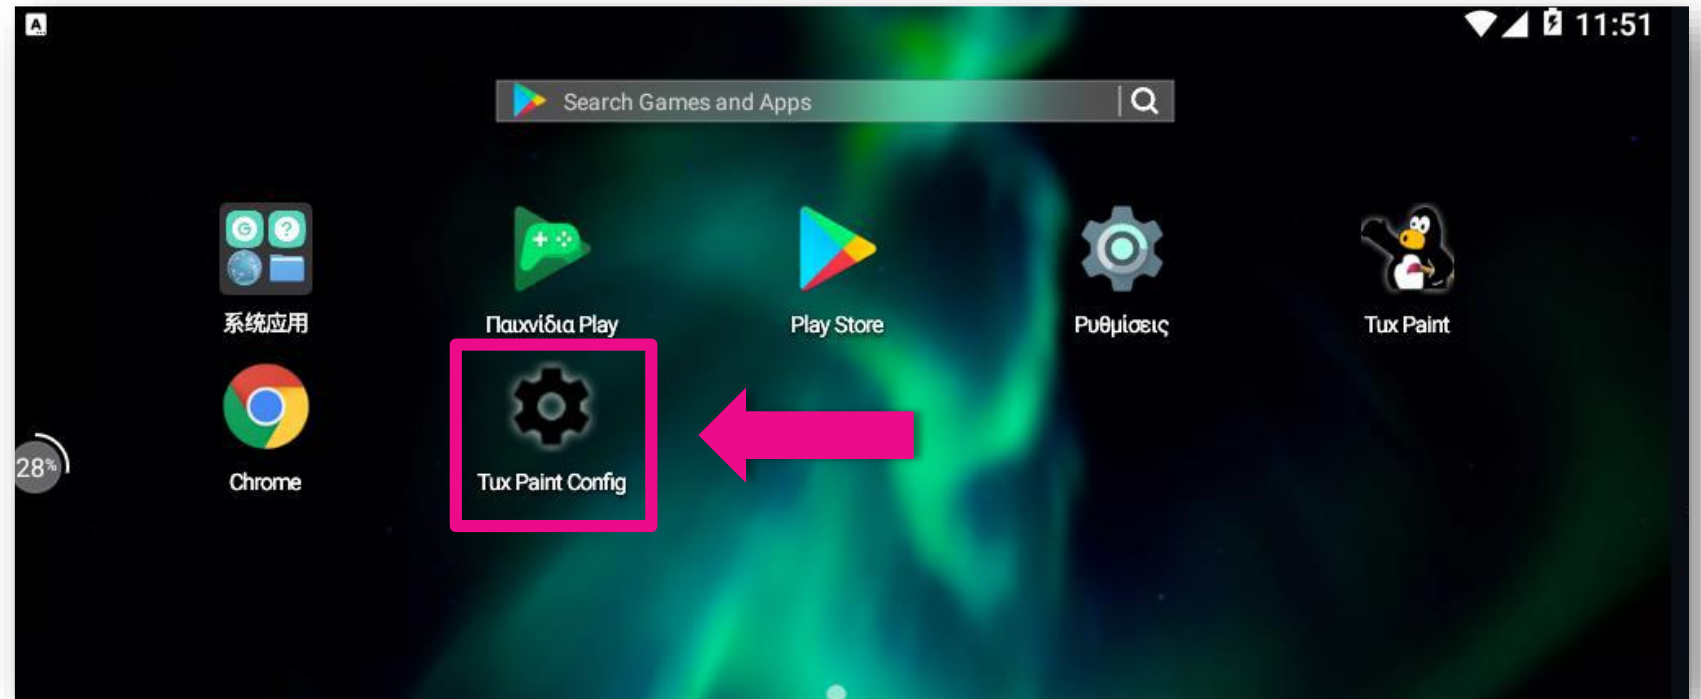 A
11:51
Search Games and Apps
系统应用
Παιχνίδια Play
Play Store
Ρυθμίσεις
Tux Paint
Chrome
Tux Paint Config
28%